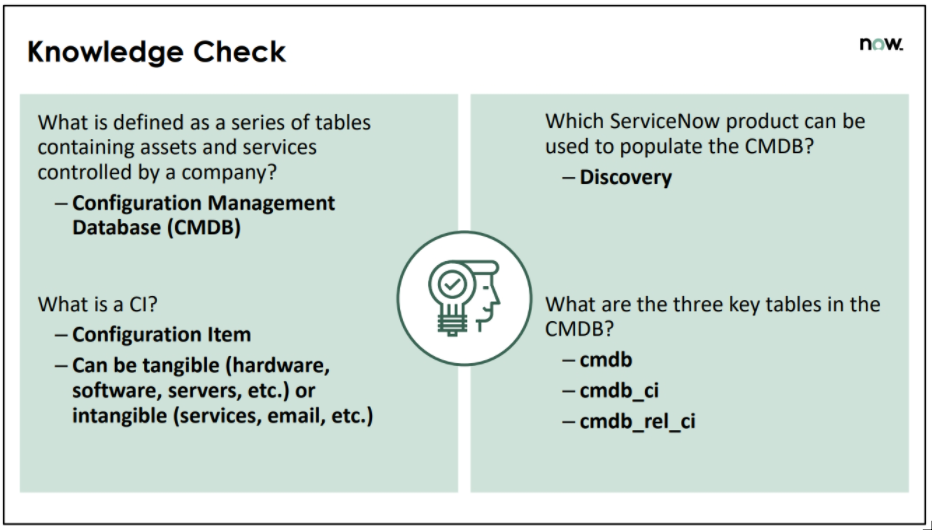 Knowledge Check
now.
What is defined as a series of tables
containing assets and services
controlled by a company?
– Configuration Management
Database (CMDB)
What is a CI?
– Configuration Item
– Can be tangible (hardware,
software, servers, etc.) or
intangible (services, email, etc.)
Which ServiceNow product can be
used to populate the CMDB?
– Discovery
What are the three key tables in the
CMDB?
– cmdb
– cmdb_ci
– cmdb_rel_ci